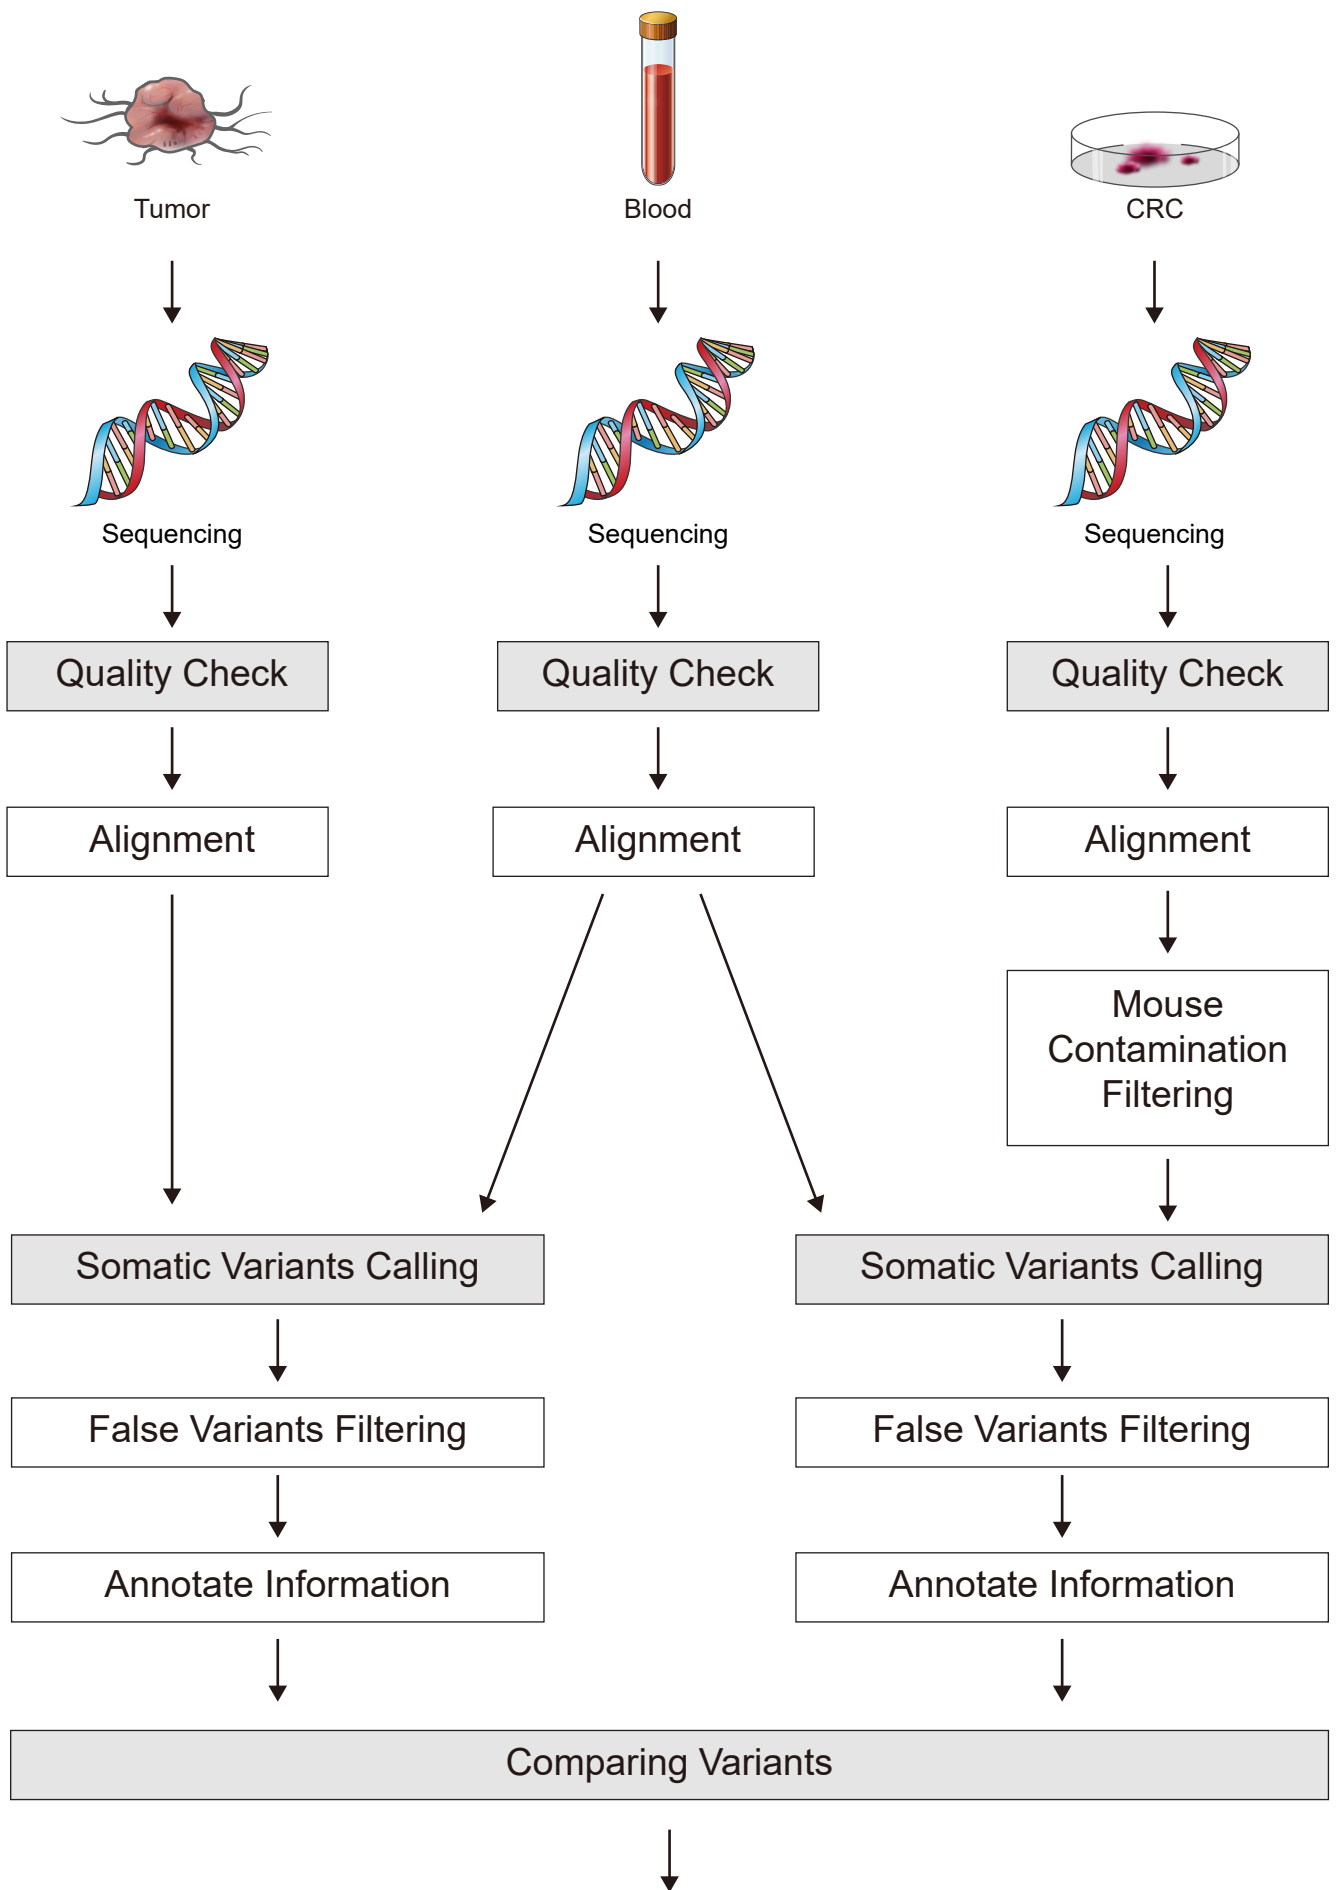 Tumor
Blood
CRC
Sequencing
Sequencing
Sequencing
Quality Check
Quality Check
Quality Check
Alignment
Alignment
Alignment
Mouse
Contamination
Filtering
Somatic Variants Calling
Somatic Variants Calling
False Variants Filtering
False Variants Filtering
Annotate Information
Annotate Information
Comparing Variants